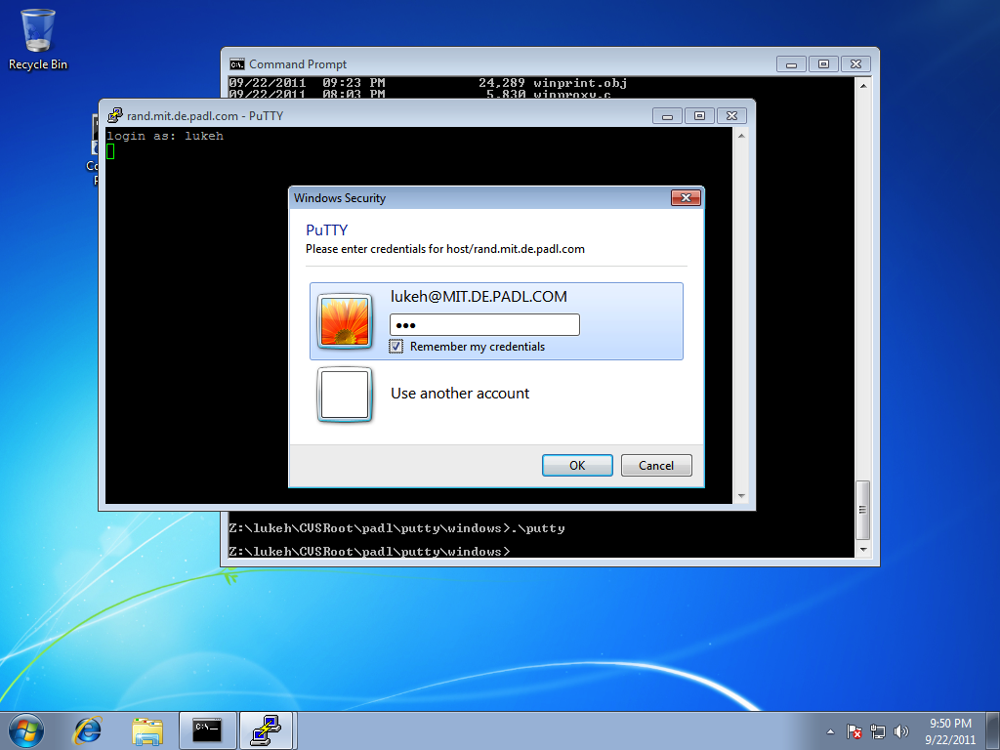 Recycle Bin
Command Prompt
C:\.
09/22/2011 09:23 PM 24,289 winprint.obj
09/22/2011 08:03 PM 5,830 winproxy.c
rand.mit.de.padl.com - PuTTY
login as: lukeh
Windows Security
PuTTY
Please enter credentials for host/rand.mit.de.padl.com
lukeh@MIT.DE.PADL.COM
●●●
Remember my credentials
Use another account
OK
Cancel
Z:\lukeh\CVSRoot\padl\putty\windows>.\putty
Z:\lukeh\CVSRoot\padl\putty\windows>
9:50 PM
9/22/2011